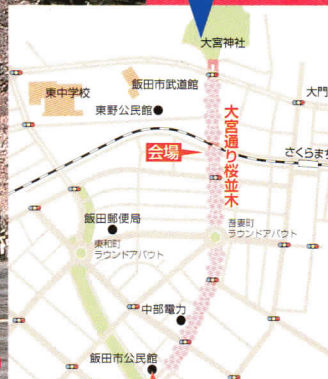 大宮神社
東中学校
飯田市武道館
東野公民館
大門
会場
大宮通り桜並木
さくらまち
飯田郵便局
東和町
ラウンドアバウト
吾妻町
ラウンドアバウト
中部電力
飯田市公民館